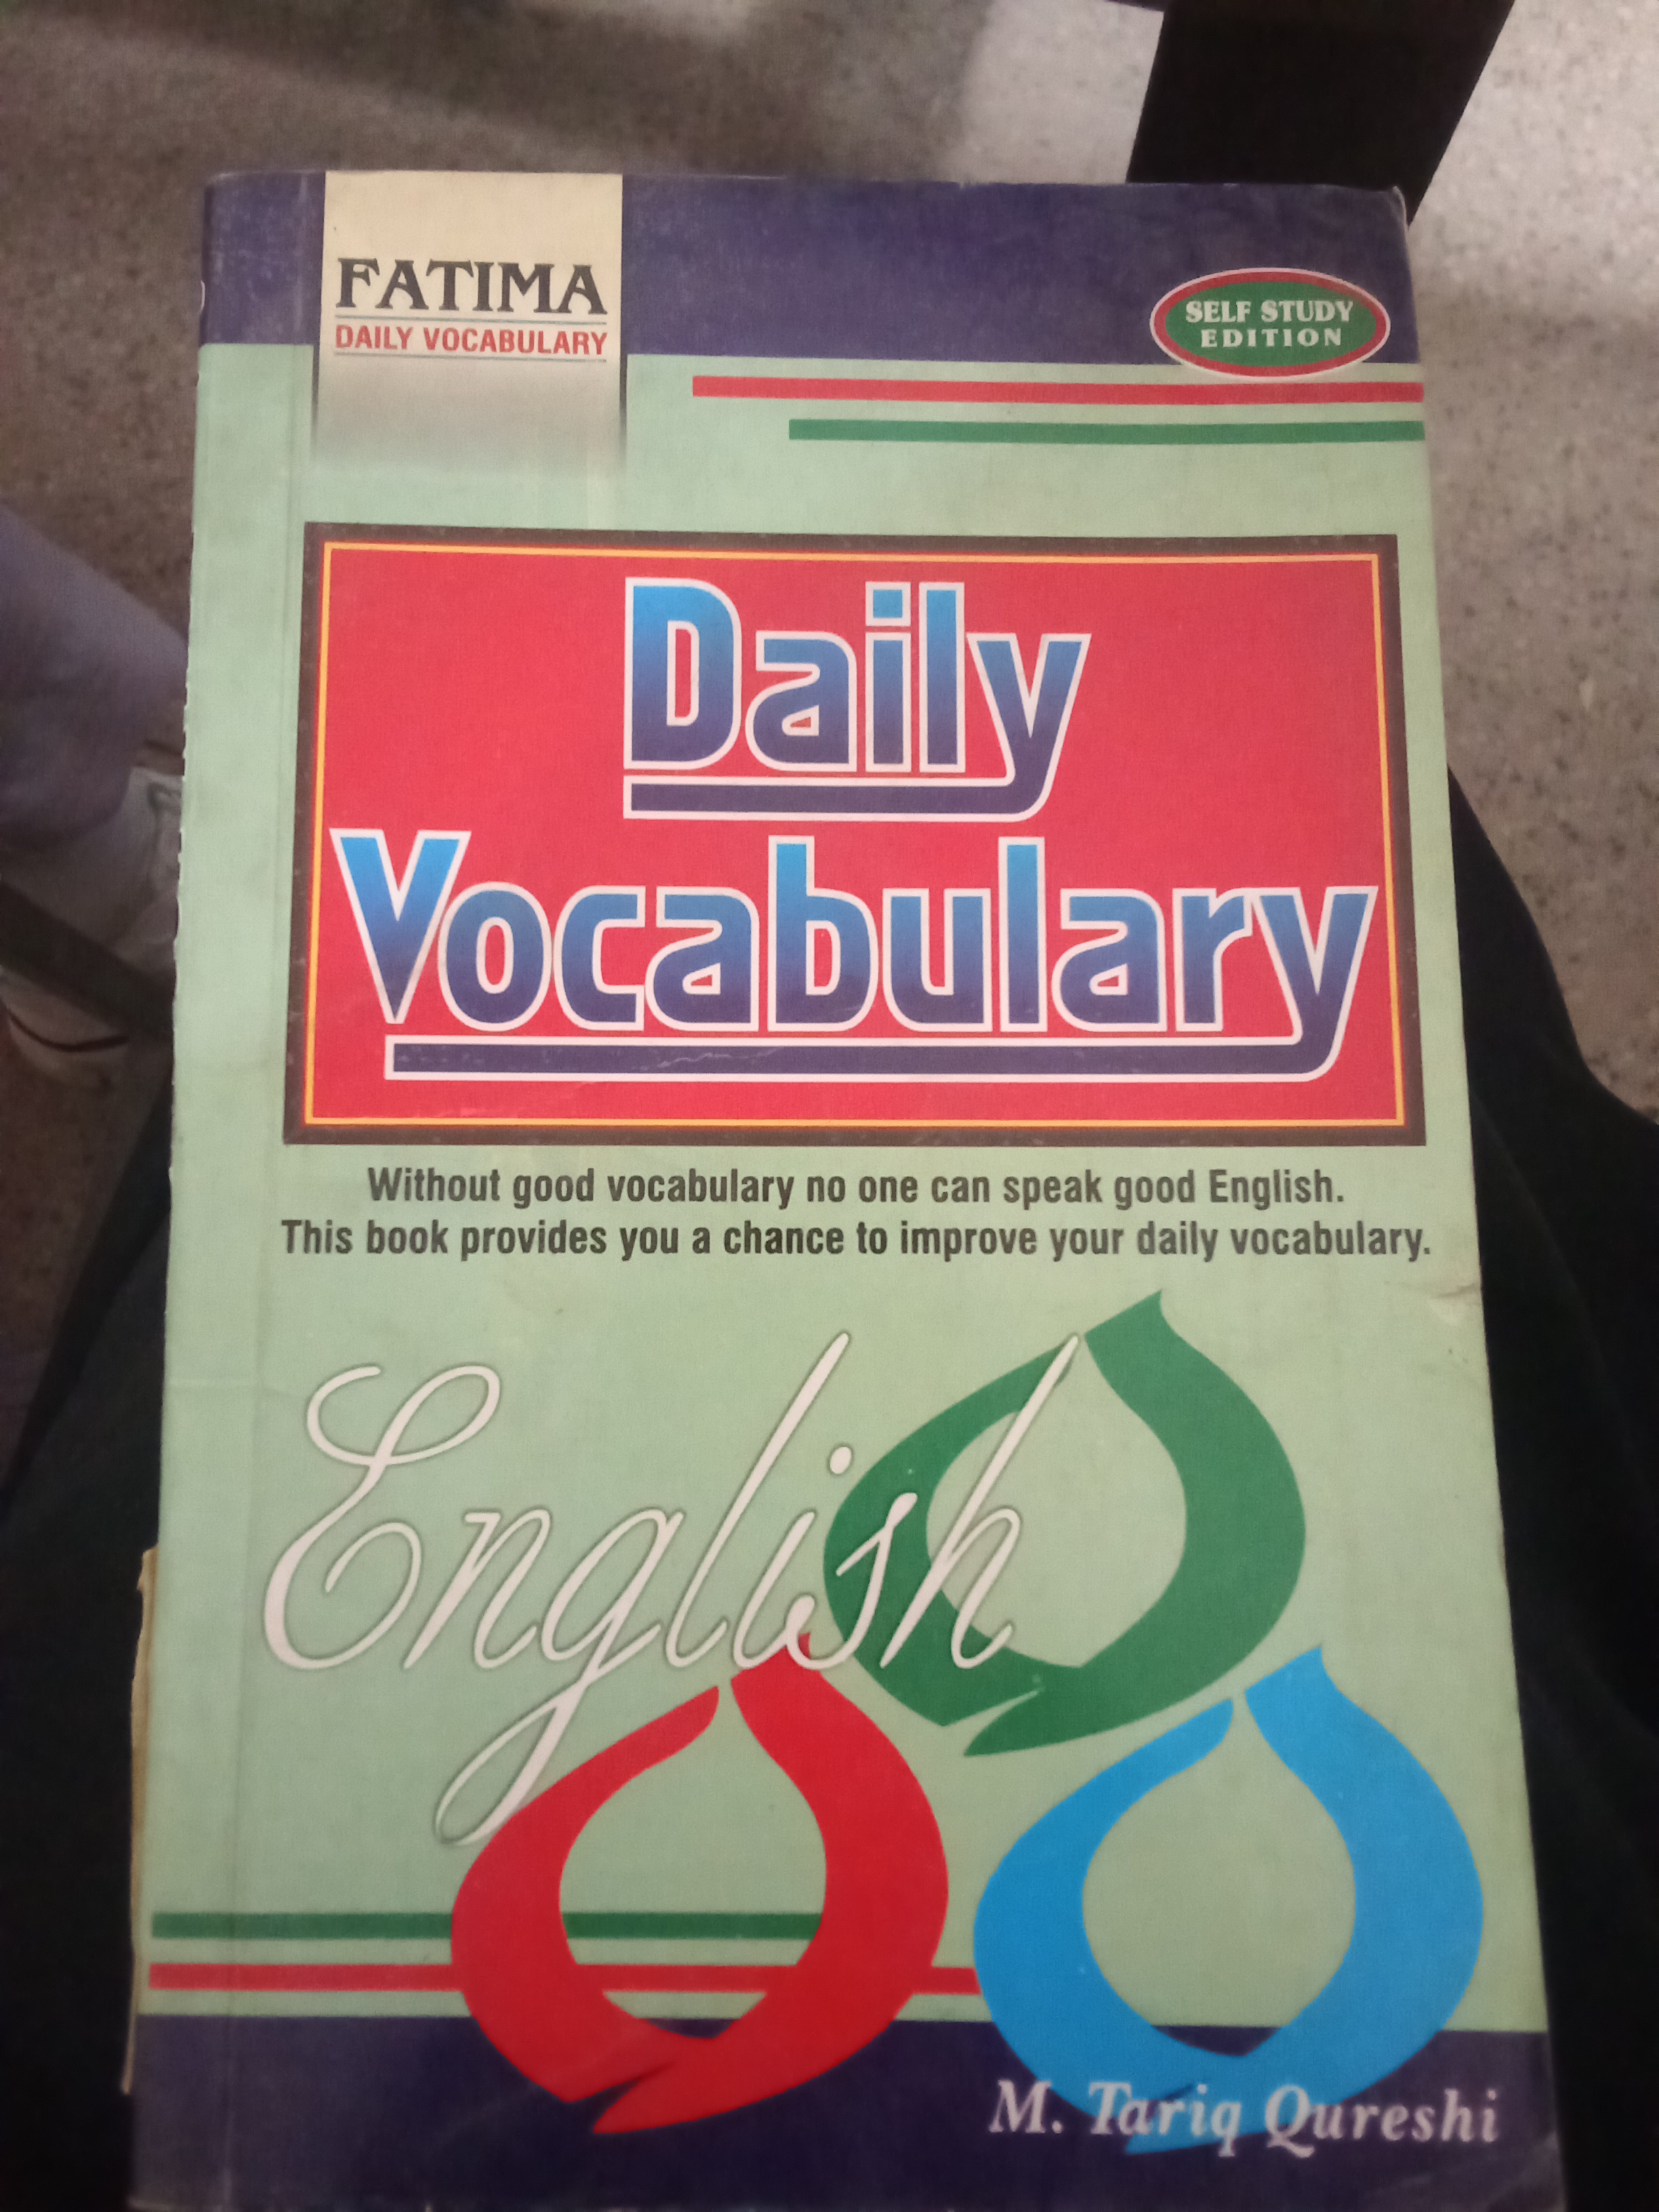 FATIMA
DAILY VOCABULARY
SELF STUDY
EDITION
Daily
Vocabulary
Without good vocabulary no one can speak good English.
This book provides you a chance to improve your daily vocabulary.
English
M. Tariq Qureshi